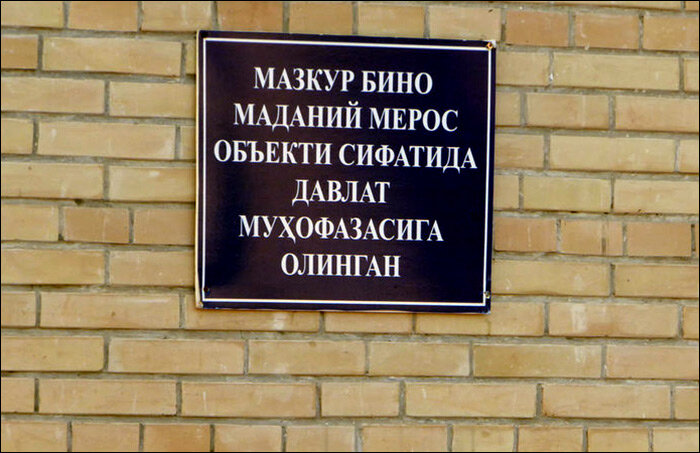 МАЗКУР БИНО
МАДАНИЙ МЕРОС
ОБЪЕКТИ СИФАТИДА
ДАВЛАТ
МУҲОФАЗАСИГА
ОЛИНГАН